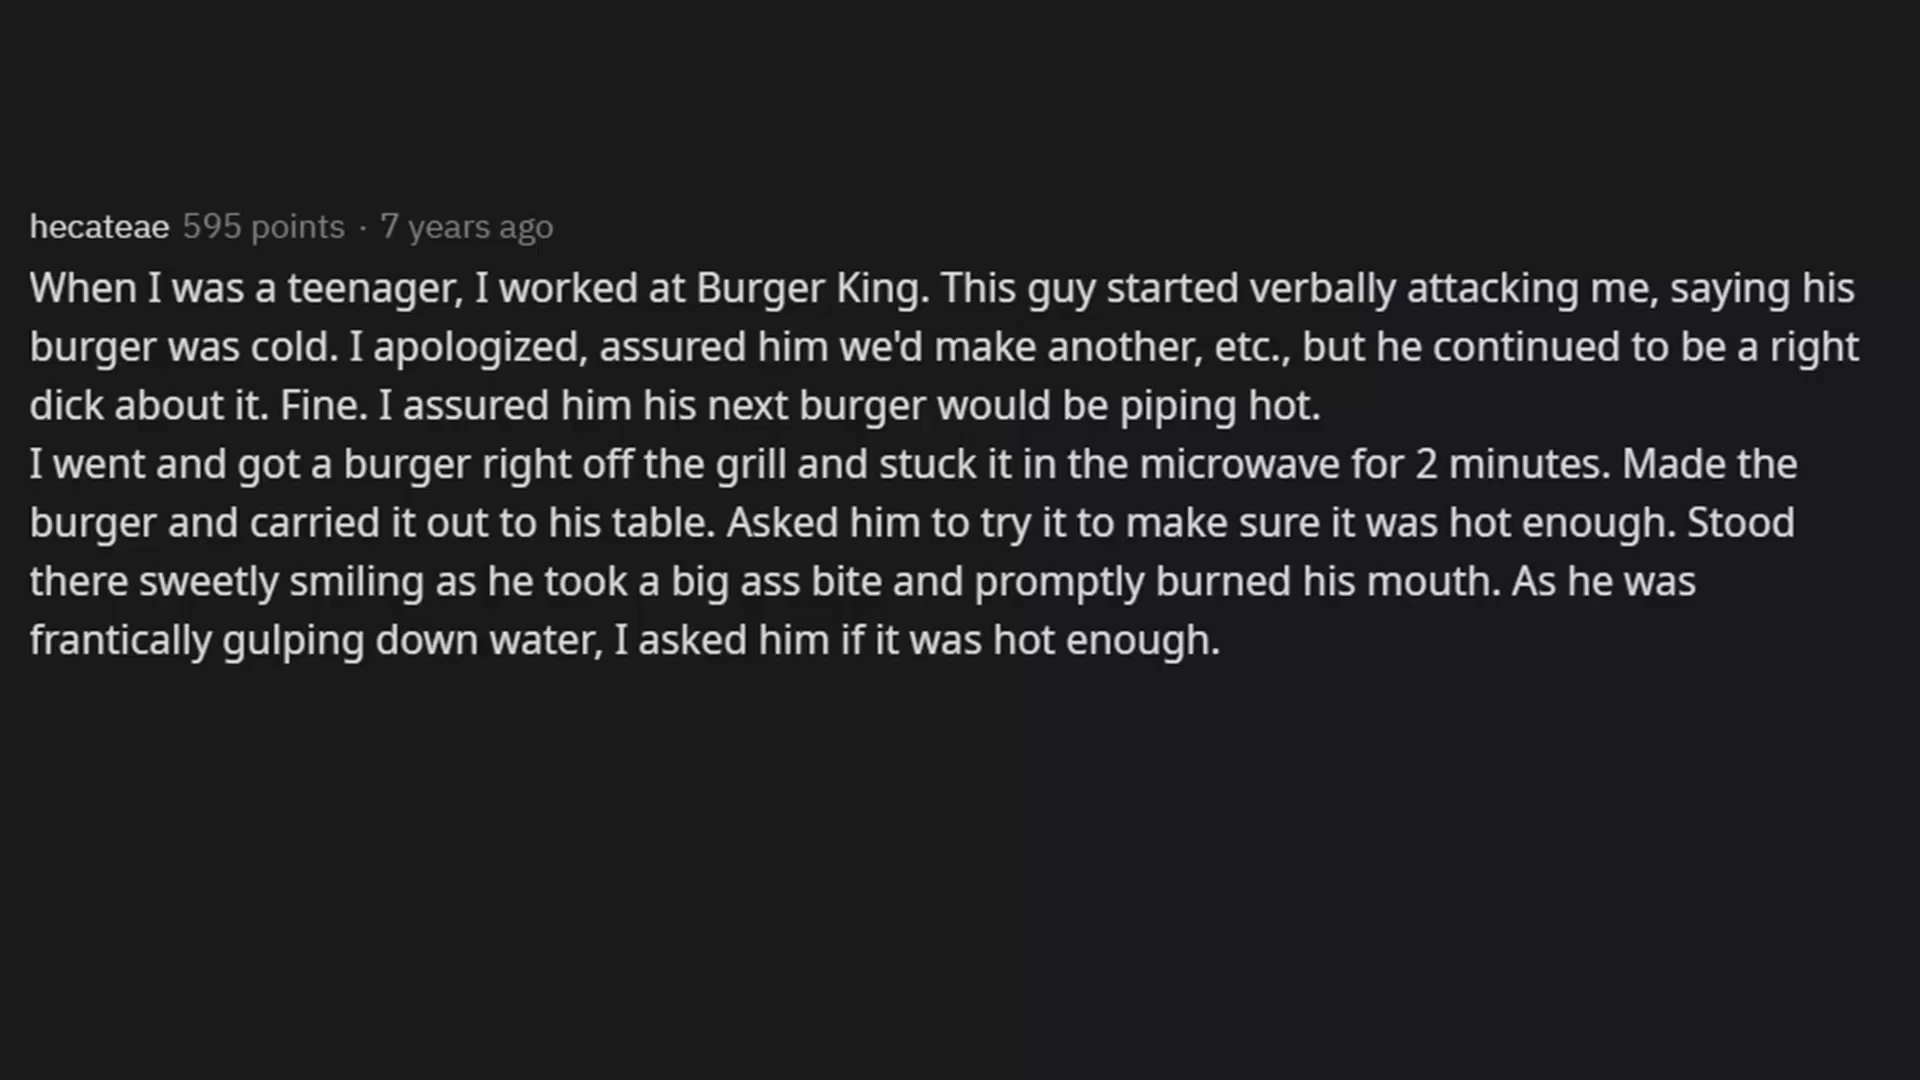 hecateae 595 points · 7 years ago
When I was a teenager, I worked at Burger King. This guy started verbally attacking me, saying his
burger was cold. I apologized, assured him we'd make another, etc., but he continued to be a right
dick about it. Fine. I assured him his next burger would be piping hot.
I went and got a burger right off the grill and stuck it in the microwave for 2 minutes. Made the
burger and carried it out to his table. Asked him to try it to make sure it was hot enough. Stood
there sweetly smiling as he took a big ass bite and promptly burned his mouth. As he was
frantically gulping down water, I asked him if it was hot enough.